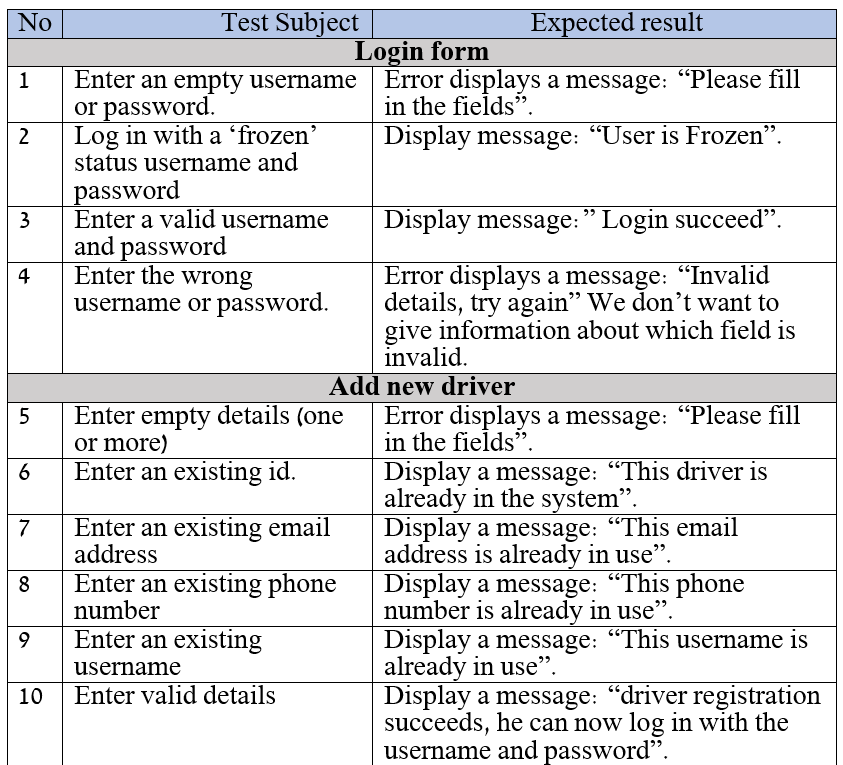 No Test Subject Expected result
Login form
1 Enter an empty username Error displays a message: “Please fill
or password. in the fields”.
2 Log in with a ‘frozen’ Display message: “User is Frozen”.
status username and
password
3 Enter a valid username Display message:” Login succeed”.
and password
4 Enter the wrong Error displays a message: “Invalid
username or password. details, try again” We don’t want to
give information about which field is
invalid.
Add new driver
5 Enter empty details (one Error displays a message: “Please fill
or more) in the fields”.
6 Enter an existing id. Display a message: “This driver is
already in the system”.
7 Enter an existing email Display a message: “This email
address address is already in use”.
8 Enter an existing phone Display a message: “This phone
number number is already in use”.
9 Enter an existing Display a message: “This username is
username already in use”.
10 Enter valid details Display a message: “driver registration
succeeds, he can now log in with the
username and password”.